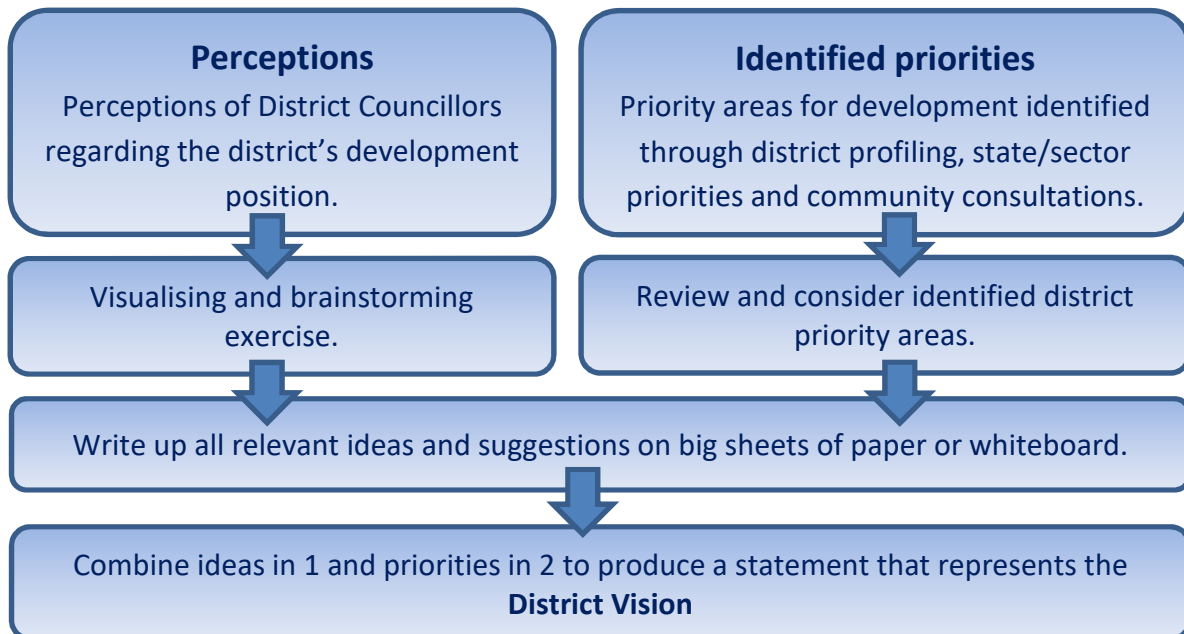 Perceptions
Perceptions of District Councillors
regarding the district’s development
position.
Identified priorities
Priority areas for development identified
through district profiling, state/sector
priorities and community consultations.
Visualising and brainstorming
exercise.
Review and consider identified district
priority areas.
Write up all relevant ideas and suggestions on big sheets of paper or whiteboard.
Combine ideas in 1 and priorities in 2 to produce a statement that represents the
District Vision